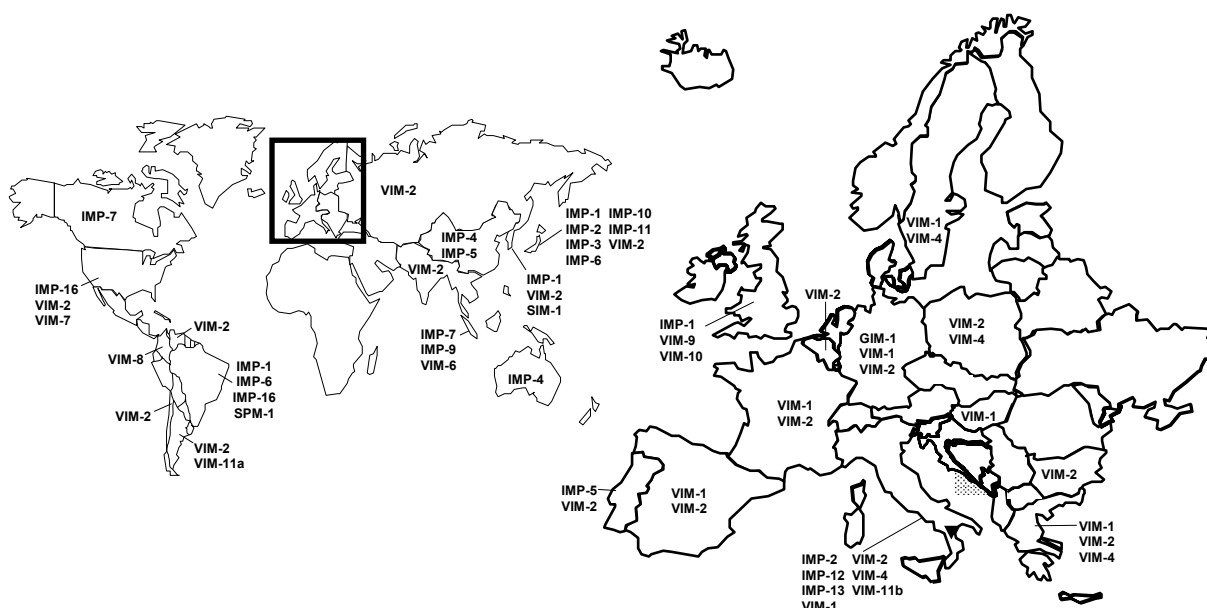 IMP-7
VIM-2
IMP-4
IMP-5
VIM-2
IMP-1 IMP-10
IMP-2 IMP-11
IMP-3 VIM-2
IMP-6
IMP-1
VIM-2
SIM-1
IMP-16
VIM-2
VIM-7
VIM-2
VIM-8
IMP-1
IMP-6
IMP-16
SPM-1
VIM-2
VIM-2
VIM-11a
IMP-7
IMP-9
VIM-6
IMP-4
VIM-1
VIM-4
VIM-2
IMP-1
VIM-9
VIM-10
GIM-1
VIM-1
VIM-2
VIM-2
VIM-4
VIM-1
VIM-2
VIM-1
VIM-2
IMP-5
VIM-2
VIM-1
VIM-2
VIM-1
VIM-2
VIM-4
IMP-2 VIM-2
IMP-12 VIM-4
IMP-13 VIM-11b
VIM-1